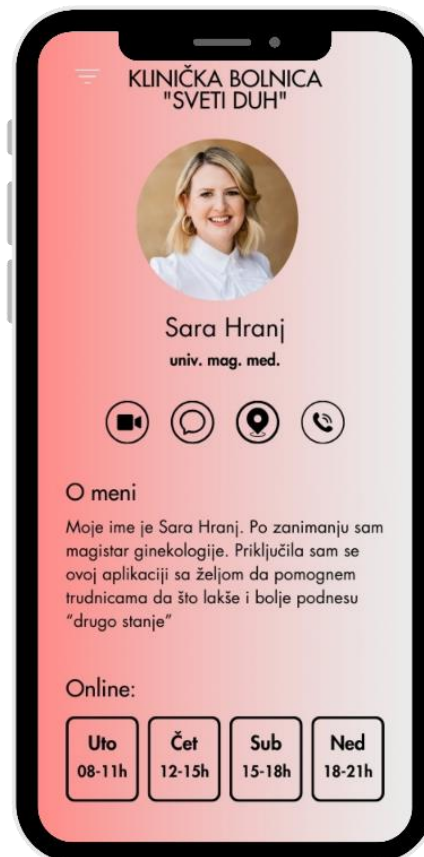 KLINIČKA BOLNICA
"SVETI DUH"
Sara Hranj
univ. mag. med.
O meni
Moje ime je Sara Hranj. Po zanimanju sam
magistar ginekologije. Priključila sam se
ovoj aplikaciji sa željom da pomognem
trudnicama da što lakše i bolje podnesu
“drugo stanje”
Online:
Uto Čet Sub Ned
08-11h 12-15h 15-18h 18-21h